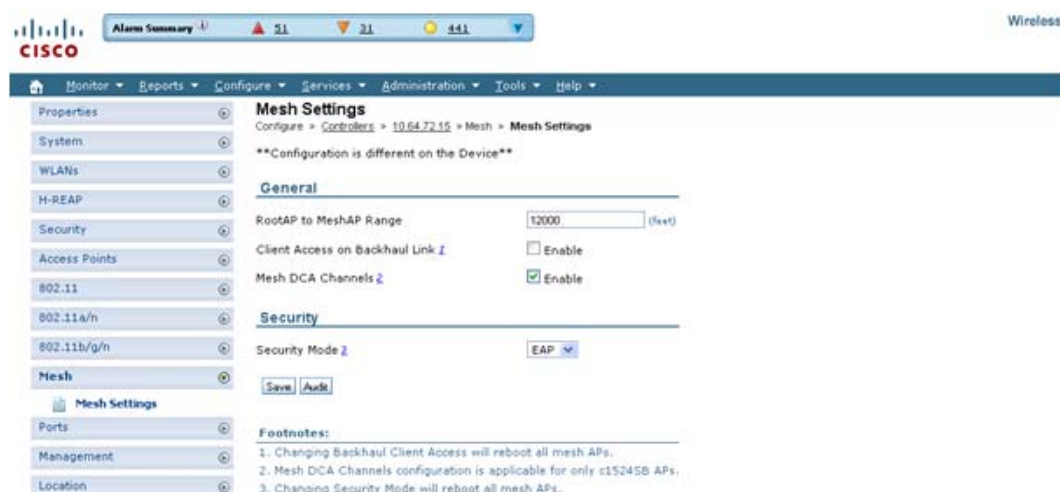 Alarm Summary 51 31 441
Wireless
CISCO
Monitor Reports Configure Services Administration Tools Help
Properties
System
WLANs
H-REAP
Security
Access Points
802.11
802.11a/n
802.11b/g/n
Mesh
Mesh Settings
Ports
Management
Location
Mesh Settings
Configure > Controllers > 10.64.72.15 > Mesh > Mesh Settings
**Configuration is different on the Device**
General
RootAP to MeshAP Range 12000 (feet)
Client Access on Backhaul Link 1 Enable
Mesh DCA Channels 2 Enable
Security
Security Mode 3 EAP
Save Audit
Footnotes:
1. Changing Backhaul Client Access will reboot all mesh APs.
2. Mesh DCA Channels configuration is applicable for only c1524SB APs.
3. Changing Security Mode will reboot all mesh APs.